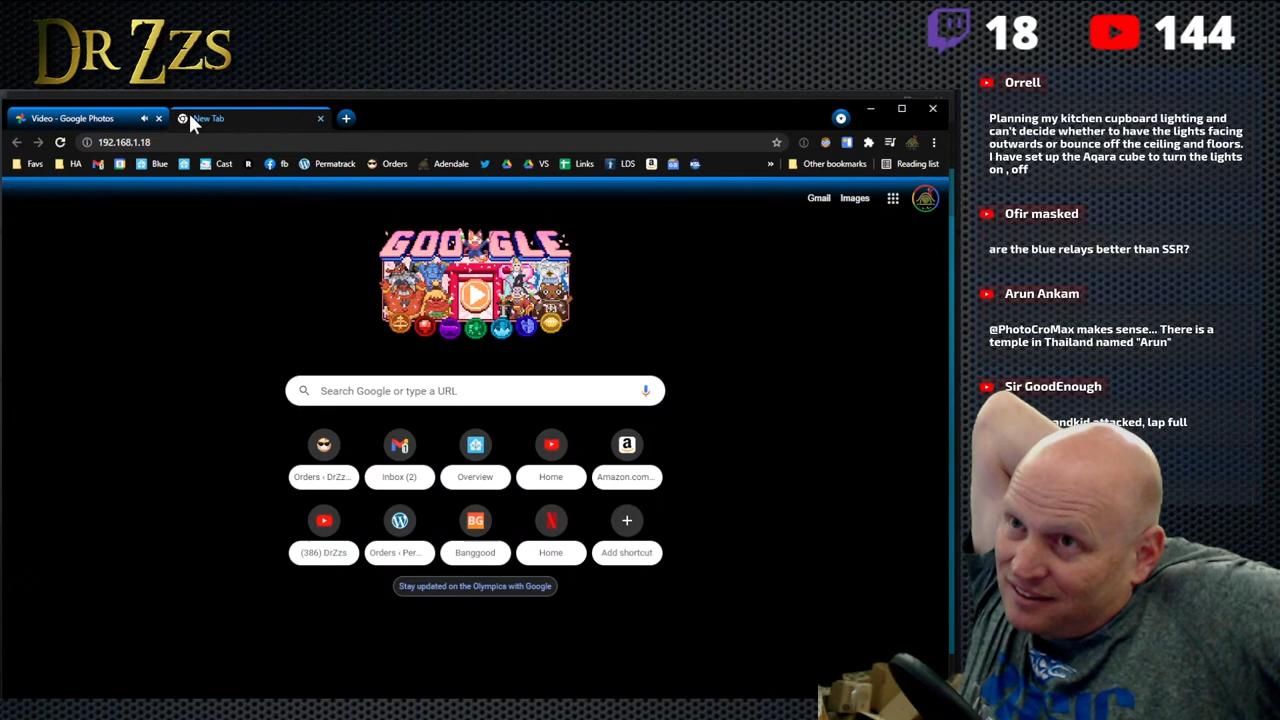 DR ZZS
18
144
Video - Google Photos
New Tab
192.168.1.18
Favs
HA
Blue
Cast
fb
Permatrack
Orders
Adendale
VS
Links
LDS
Other bookmarks
Reading list
Gmail
Images
GOOGLE
Search Google or type a URL
Orders ‹ DrZz...
Inbox (2)
Overview
Home
Amazon.com...
(386) DrZzs
Orders ‹ Per...
Banggood
Home
Add shortcut
Stay updated on the Olympics with Google
Orrell
Planning my kitchen cupboard lighting and
can't decide whether to have the lights facing
outwards or bounce off the ceiling and floors.
I have set up the Aqara cube to turn the lights
on , off
Ofir masked
are the blue relays better than SSR?
Arun Ankam
@PhotoCroMax makes sense... There is a
temple in Thailand named "Arun"
Sir GoodEnough
attacked, lap full